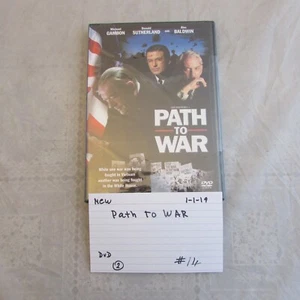 Michael Donald Alec
GAMBON SUTHERLAND AND BALDWIN
PATH
TO
WAR
While one war was being
fought in Vietnam
another was being fought
in the White House.
DVD
New 1-1-19
Path to WAR
DVD
2 #14